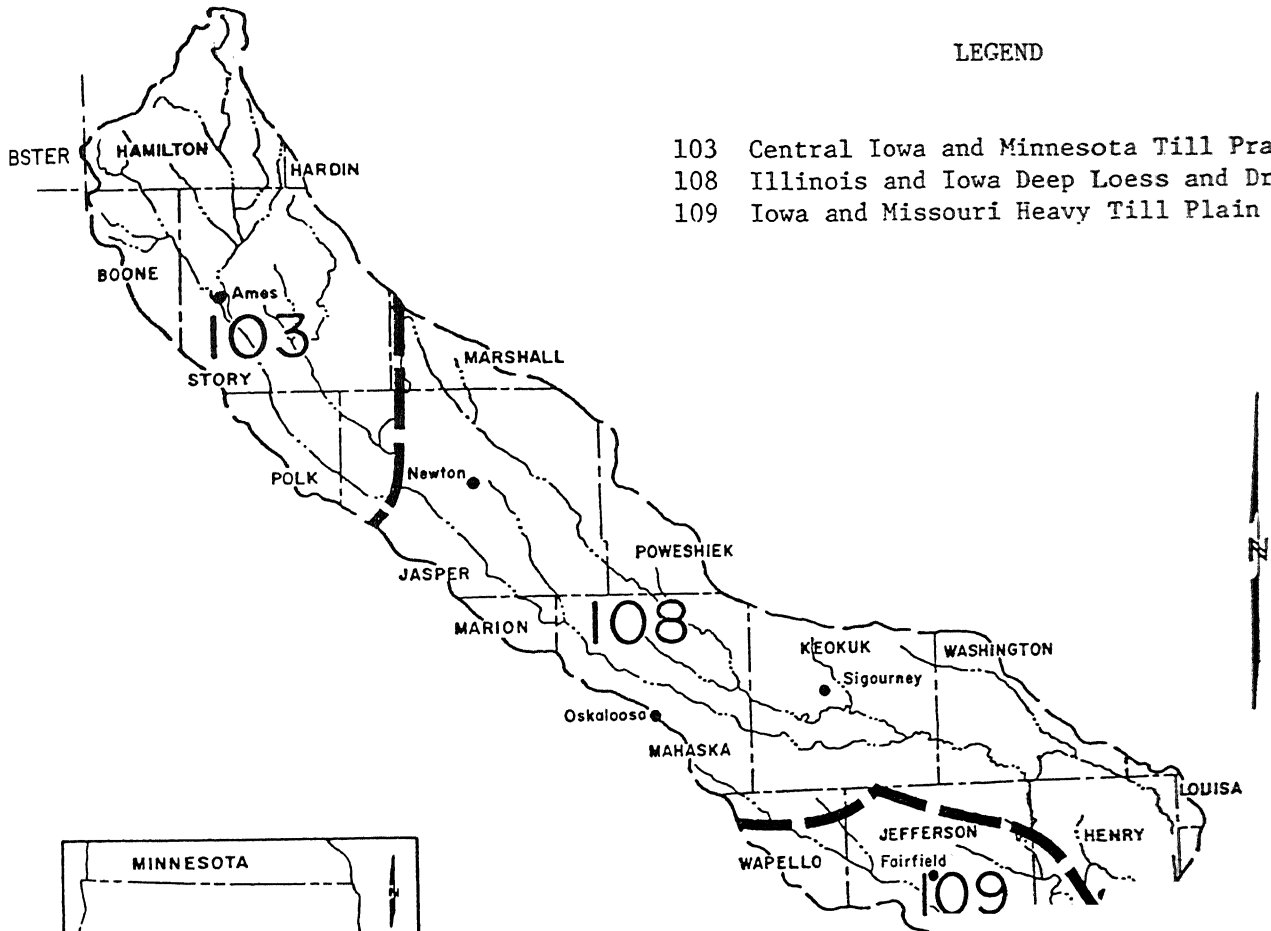 LEGEND
103 Central Iowa and Minnesota Till Pra
108 Illinois and Iowa Deep Loess and Dr
109 Iowa and Missouri Heavy Till Plain
BSTER
HAMILTON
HARDIN
BOONE
Ames
103
STORY
MARSHALL
POLK
Newton
JASPER
POWESHIEK
MARION
108
KEOKUK
WASHINGTON
Sigourney
Oskaloosa
MAHASKA
LOUISA
JEFFERSON
HENRY
WAPELLO
Fairfield
109
N
MINNESOTA
N